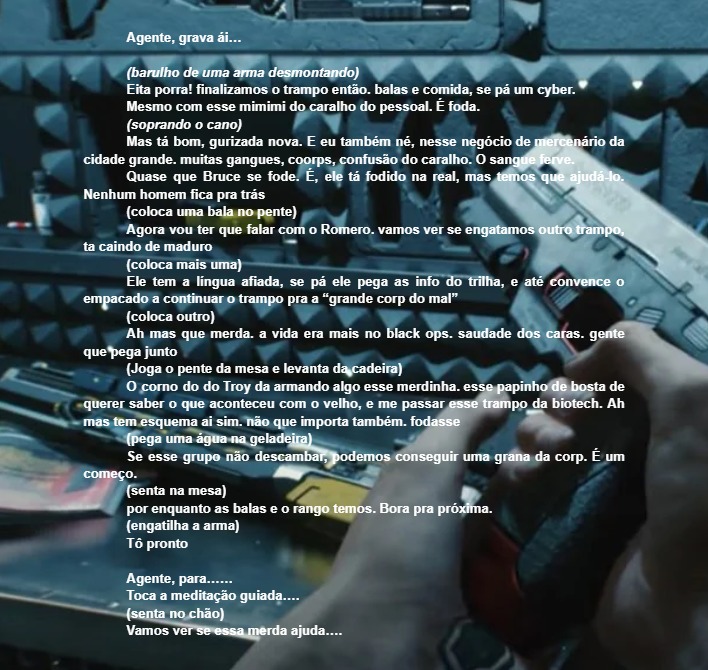 Agente, grava ái…
(barulho de uma arma desmontando)
Eita porra! finalizamos o trampo então. balas e comida, se pá um cyber.
Mesmo com esse mimimi do caralho do pessoal. É foda.
(soprando o cano)
Mas tá bom, gurizada nova. E eu também né, nesse negócio de mercenário da
cidade grande. muitas gangues, coorps, confusão do caralho. O sangue ferve.
Quase que Bruce se fode. É, ele tá fodido na real, mas temos que ajudá-lo.
Nenhum homem fica pra trás
(coloca uma bala no pente)
Agora vou ter que falar com o Romero. vamos ver se engatamos outro trampo,
ta caindo de maduro
(coloca mais uma)
Ele tem a língua afiada, se pá ele pega as info do trilha, e até convence o
empacado a continuar o trampo pra a “grande corp do mal”
(coloca outro)
Ah mas que merda. a vida era mais no black ops. saudade dos caras. gente
que pega junto
(Joga o pente da mesa e levanta da cadeira)
O corno do do Troy da armando algo esse merdinha. esse papinho de bosta de
querer saber o que aconteceu com o velho, e me passar esse trampo da biotech. Ah
mas tem esquema ai sim. não que importa também. fodasse
(pega uma água na geladeira)
Se esse grupo não descambar, podemos conseguir uma grana da corp. É um
começo.
(senta na mesa)
por enquanto as balas e o rango temos. Bora pra próxima.
(engatilha a arma)
Tô pronto
Agente, para……
Toca a meditação guiada….
(senta no chão)
Vamos ver se essa merda ajuda….